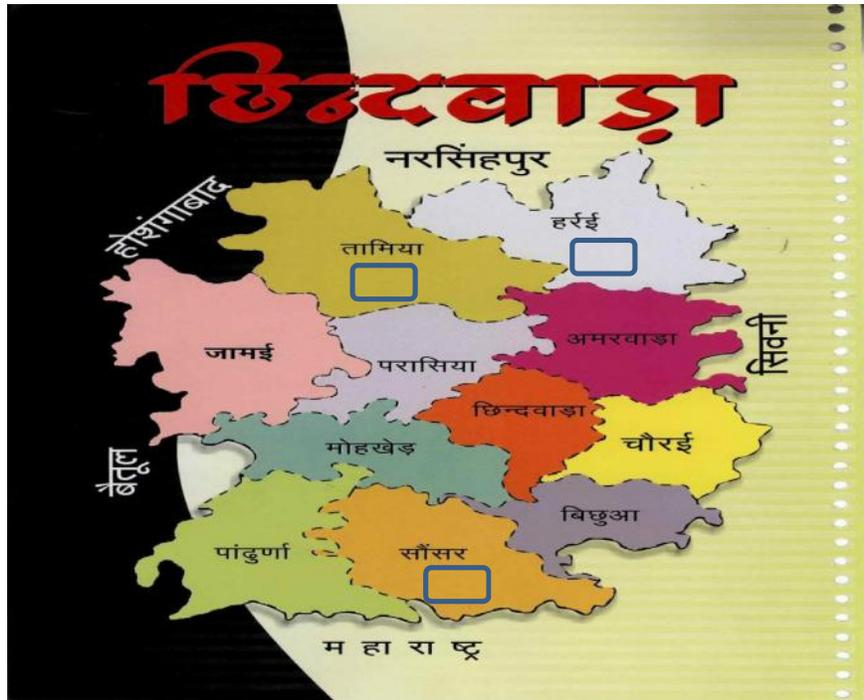 छिन्दवाड़ा
नरसिंहपुर
होशंगाबाद
हर्रई
तामिया
सिवनी
अमरवाड़ा
जामई
परासिया
छिन्दवाड़ा
चौरई
मोहखेड़
बैतूल
बिछुआ
पांढुर्णा
सौंसर
म हा रा ष्ट्र